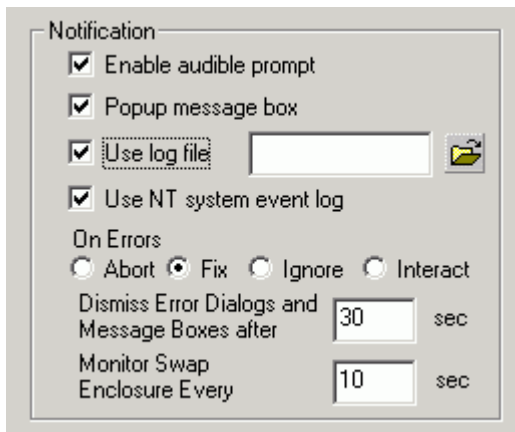 Notification
Enable audible prompt
Popup message box
Use log file
Use NT system event log
On Errors
Abort Fix Ignore Interact
Dismiss Error Dialogs and
Message Boxes after 30 sec
Monitor Swap
Enclosure Every 10 sec